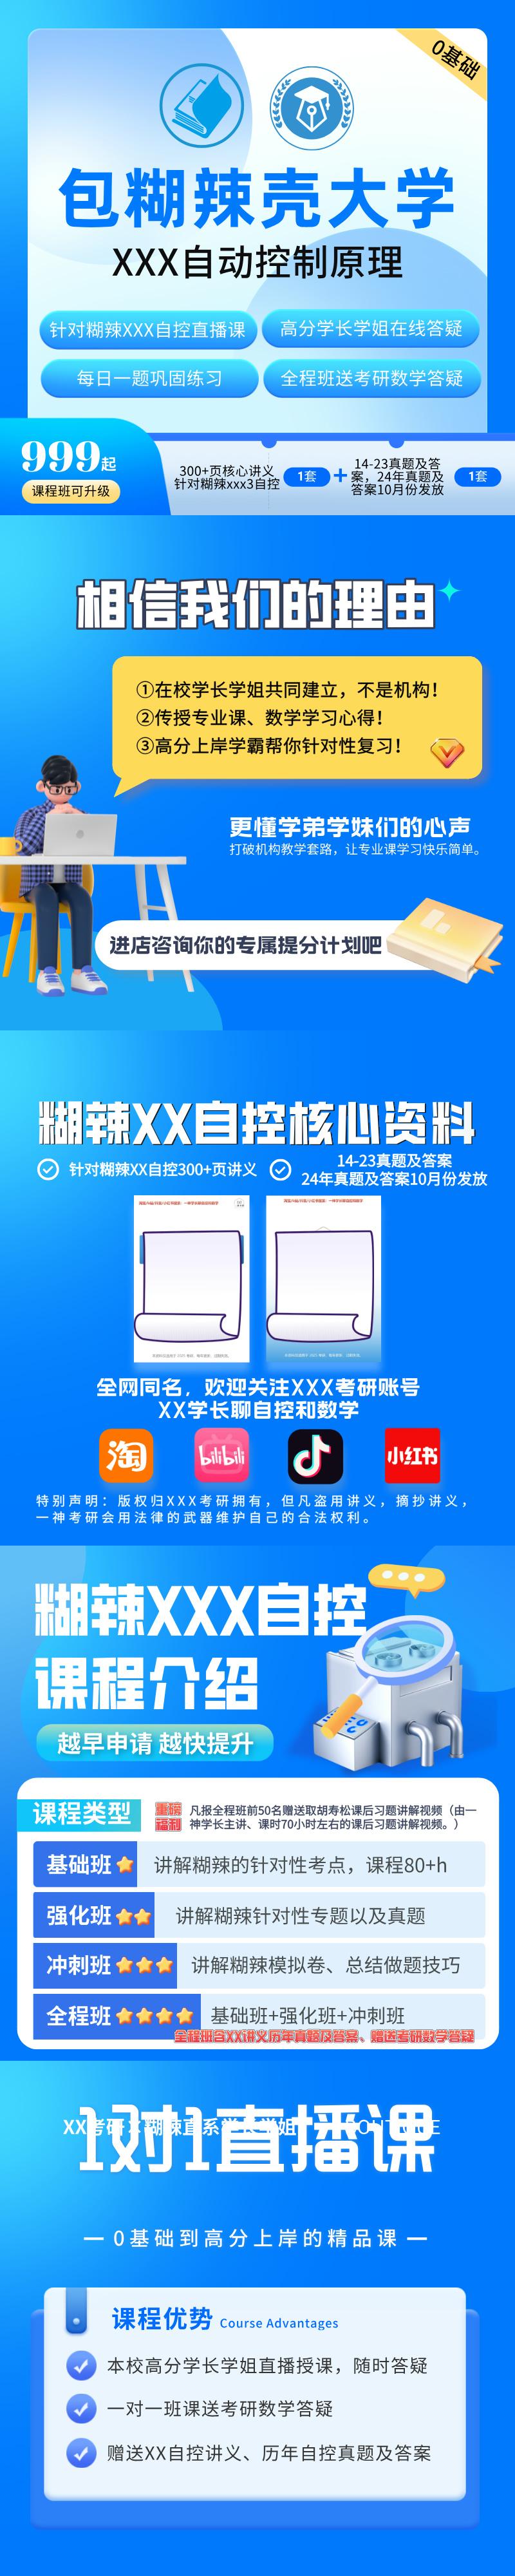 0基础
包糊辣壳大学
XXX自动控制原理
针对糊辣XXX自控直播课
高分学长学姐在线答疑
每日一题巩固练习
全程班送考研数学答疑
999起
课程班可升级
300+页核心讲义
针对糊辣xxx3自控
1套
+
14-23真题及答
案，24年真题及
答案10月份发放
1套
相信我们的理由
①在校学长学姐共同建立，不是机构！
②传授专业课、数学学习心得！
③高分上岸学霸帮你针对性复习！
更懂学弟学妹们的心声
打破机构教学套路，让专业课学习快乐简单。
进店咨询你的专属提分计划吧
糊辣XX自控核心资料
针对糊辣XX自控300+页讲义
14-23真题及答案
24年真题及答案10月份发放
全网同名，欢迎关注XXX考研账号
XX学长聊自控和数学
淘
bilibili
小红书
特别声明：版权归XXX考研拥有，但凡盗用讲义，摘抄讲义，
一神考研会用法律的武器维护自己的合法权利。
糊辣XXX自控
课程介绍
越早申请 越快提升
课程类型
重磅
福利
凡报全程班前50名赠送取胡寿松课后习题讲解视频（由一
神学长主讲、课时70小时左右的课后习题讲解视频。）
基础班
讲解糊辣的针对性考点，课程80+h
强化班
讲解糊辣针对性专题以及真题
冲刺班
讲解糊辣模拟卷、总结做题技巧
全程班
基础班+强化班+冲刺班
全程班含XX讲义历年真题及答案、赠送考研数学答疑
XX考研×糊辣直系学长学姐
1对1直播课
0基础到高分上岸的精品课
课程优势 Course Advantages
本校高分学长学姐直播授课，随时答疑
一对一班课送考研数学答疑
赠送XX自控讲义、历年自控真题及答案